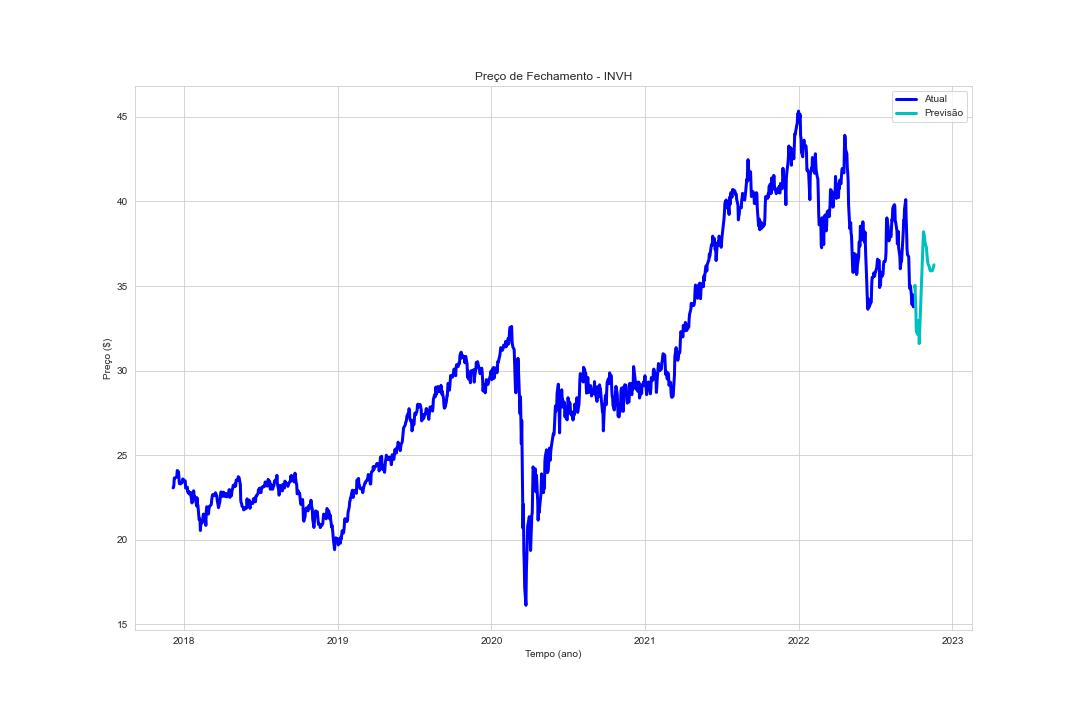 Preço de Fechamento - INVH
Atual
Previsão
Preço ($)
45
40
35
30
25
20
15
2018
2019
2020
2021
2022
2023
Tempo (ano)